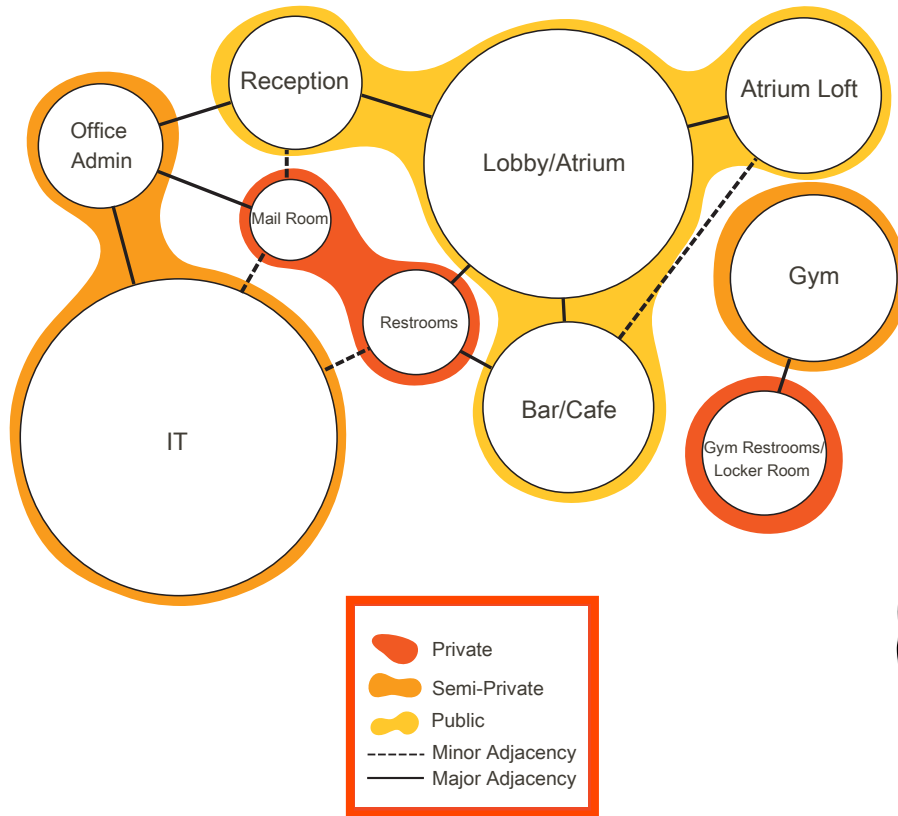 Reception
Atrium Loft
Office
Admin
Lobby/Atrium
Mail Room
Gym
Restrooms
Bar/Cafe
IT
Gym Restrooms/
Locker Room
Private
Semi-Private
Public
Minor Adjacency
Major Adjacency